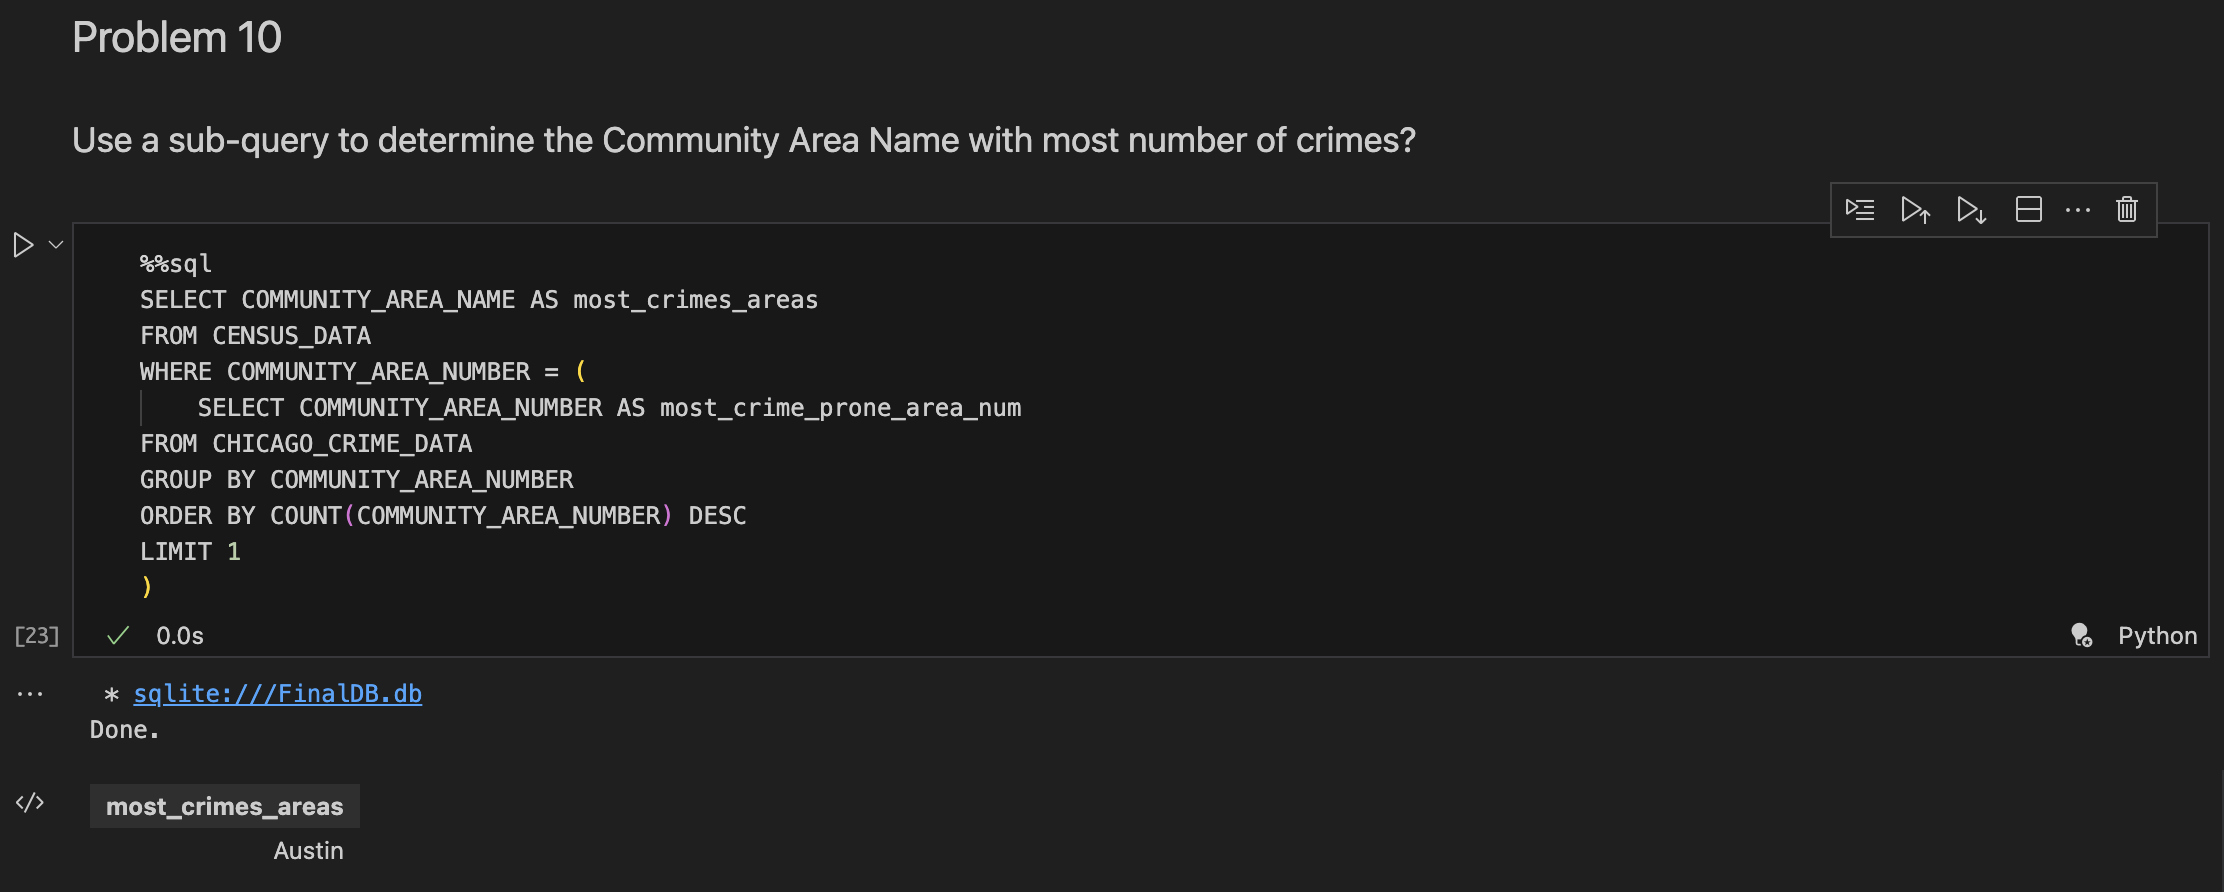 Problem 10
Use a sub-query to determine the Community Area Name with most number of crimes?
%%sql
SELECT COMMUNITY_AREA_NAME AS most_crimes_areas
FROM CENSUS_DATA
WHERE COMMUNITY_AREA_NUMBER = (
    SELECT COMMUNITY_AREA_NUMBER AS most_crime_prone_area_num
FROM CHICAGO_CRIME_DATA
GROUP BY COMMUNITY_AREA_NUMBER
ORDER BY COUNT(COMMUNITY_AREA_NUMBER) DESC
LIMIT 1
)
[23] 0.0s Python
* sqlite:///FinalDB.db
Done.
most_crimes_areas
Austin